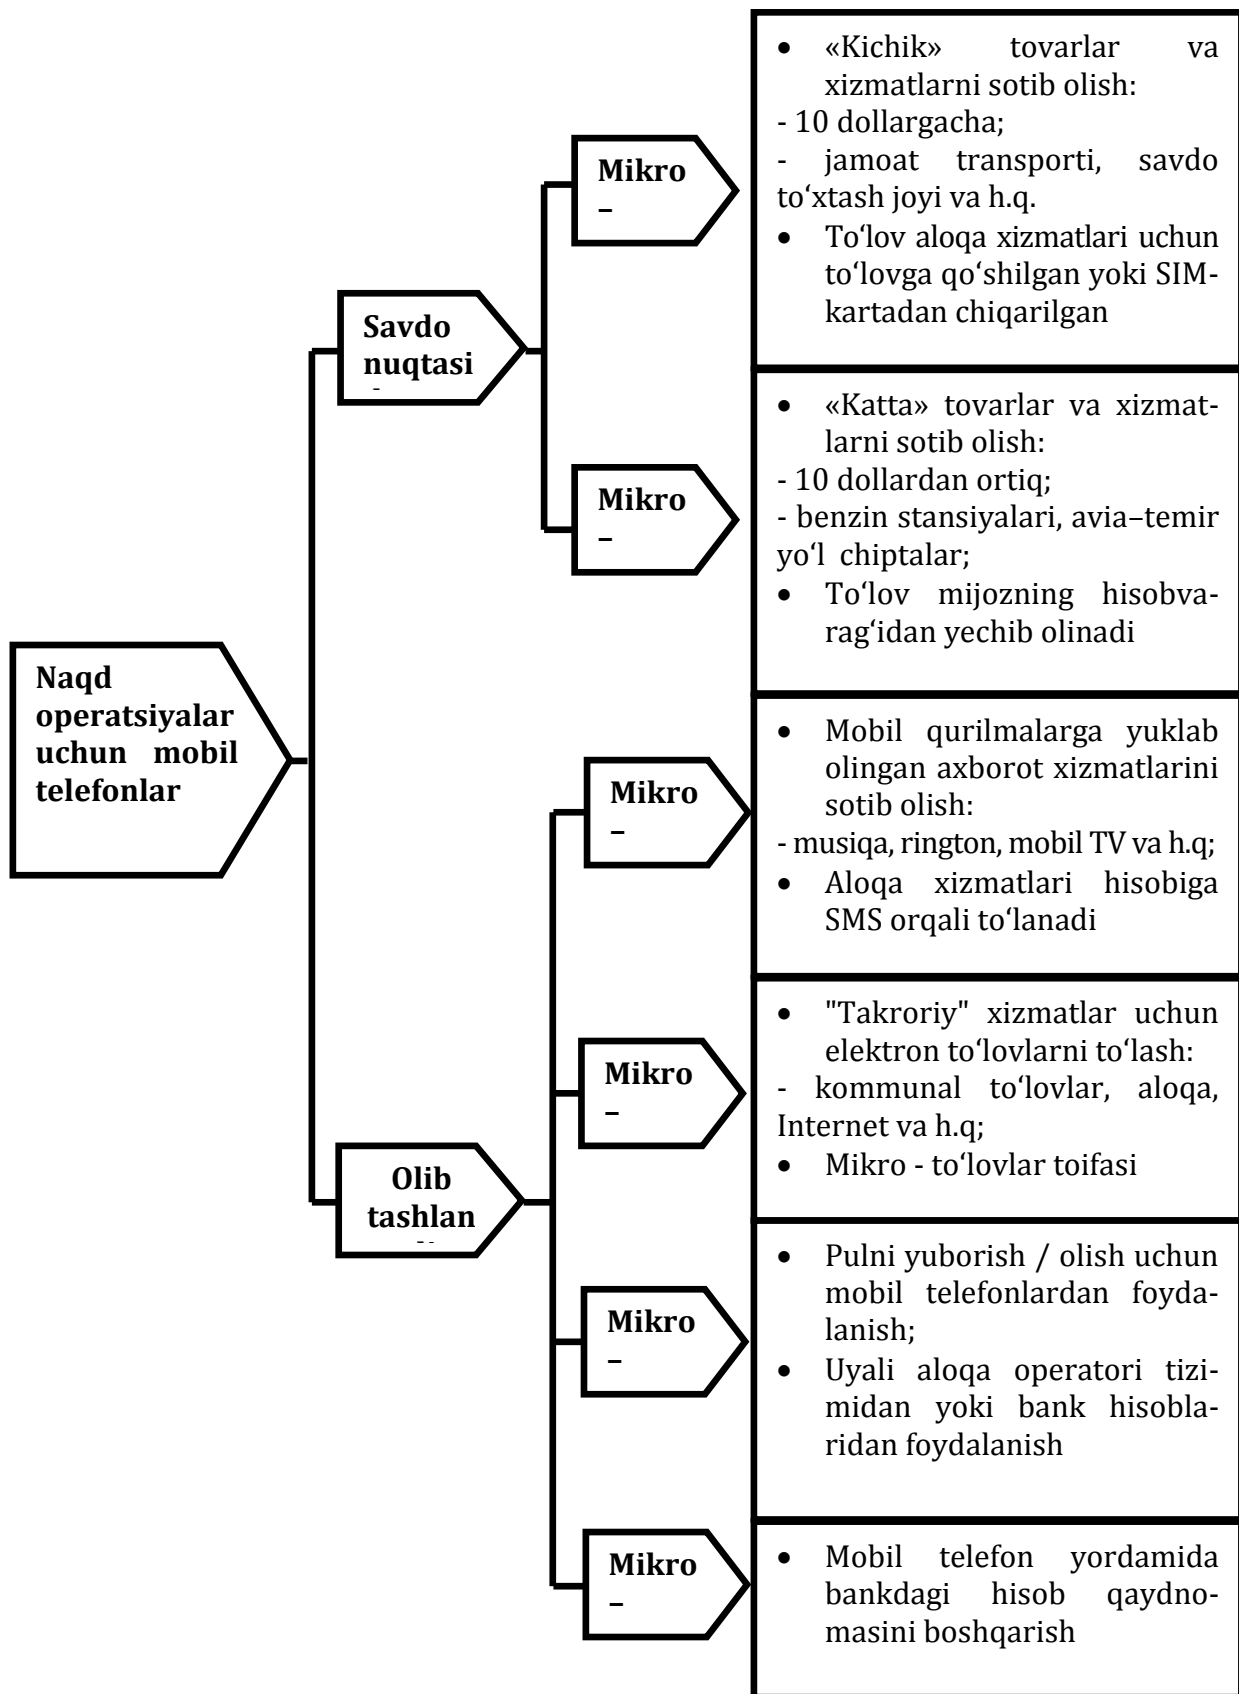 Naqd
operatsiyalar
uchun mobil
telefonlar
Savdo
nuqtasi
Mikro
–
• «Kichik» tovarlar va
xizmatlarni sotib olish:
- 10 dollargacha;
- jamoat transporti, savdo
to‘xtash joyi va h.q.
• To‘lov aloqa xizmatlari uchun
to‘lovga qo‘shilgan yoki SIM-
kartadan chiqarilgan
Mikro
–
• «Katta» tovarlar va xizmat-
larni sotib olish:
- 10 dollardan ortiq;
- benzin stansiyalari, avia–temir
yo‘l chiptalar;
• To‘lov mijozning hisobva-
rag‘idan yechib olinadi
Olib
tashlan
Mikro
–
• Mobil qurilmalarga yuklab
olingan axborot xizmatlarini
sotib olish:
- musiqa, rington, mobil TV va h.q;
• Aloqa xizmatlari hisobiga
SMS orqali to‘lanadi
Mikro
–
• "Takroriy" xizmatlar uchun
elektron to‘lovlarni to‘lash:
- kommunal to‘lovlar, aloqa,
Internet va h.q;
• Mikro - to‘lovlar toifasi
Mikro
–
• Pulni yuborish / olish uchun
mobil telefonlardan foyda-
lanish;
• Uyali aloqa operatori tizi-
midan yoki bank hisobla-
ridan foydalanish
Mikro
–
• Mobil telefon yordamida
bankdagi hisob qaydno-
masini boshqarish